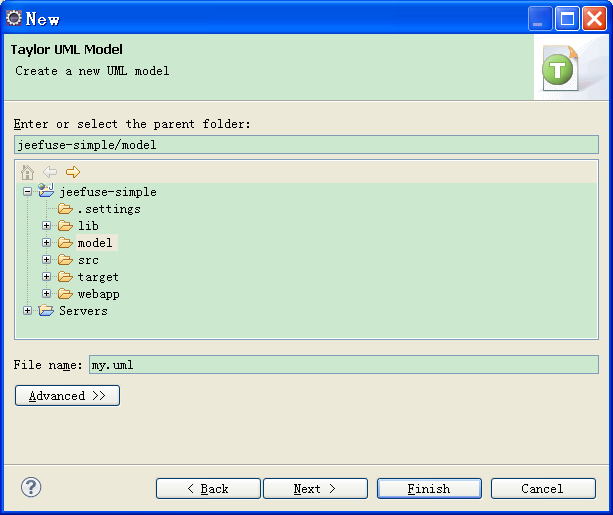 New
Taylor UML Model
Create a new UML model
T
Enter or select the parent folder:
jeefuse-simple/model
jeefuse-simple
.settings
lib
model
src
target
webapp
Servers
File name: my.uml
Advanced >>
? < Back Next > Finish Cancel